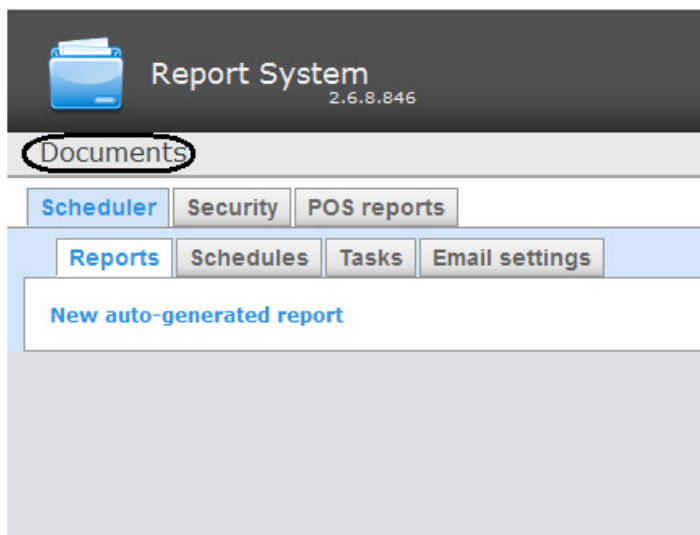 Report System
2.6.8.846
Documents
Scheduler Security POS reports
Reports Schedules Tasks Email settings
New auto-generated report